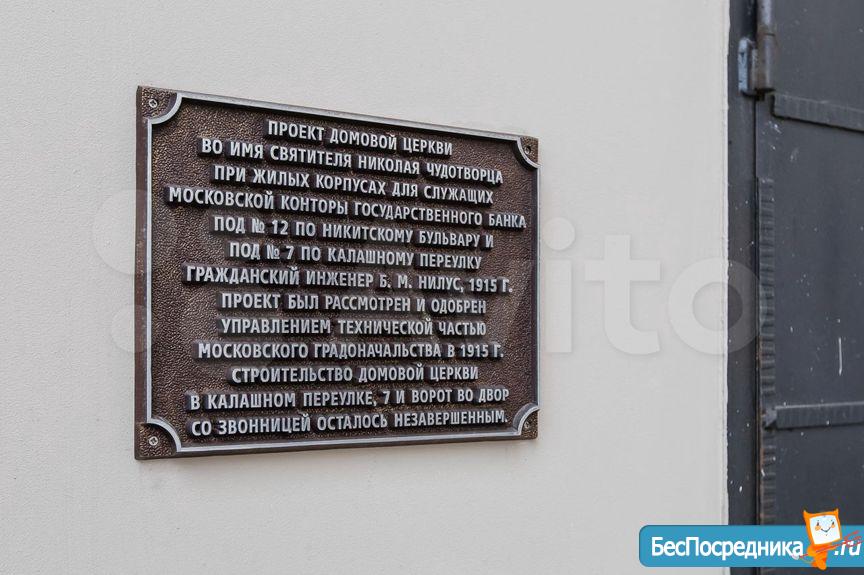 ПРОЕКТ ДОМОВОЙ ЦЕРКВИ
ВО ИМЯ СВЯТИТЕЛЯ НИКОЛАЯ ЧУДОТВОРЦА
ПРИ ЖИЛЫХ КОРПУСАХ ДЛЯ СЛУЖАЩИХ
МОСКОВСКОЙ КОНТОРЫ ГОСУДАРСТВЕННОГО БАНКА
ПОД № 12 ПО НИКИТСКОМУ БУЛЬВАРУ И
ПОД № 7 ПО КАЛАШНОМУ ПЕРЕУЛКУ
ГРАЖДАНСКИЙ ИНЖЕНЕР Б. М. НИЛУС, 1915 Г.
ПРОЕКТ БЫЛ РАССМОТРЕН И ОДОБРЕН
УПРАВЛЕНИЕМ ТЕХНИЧЕСКОЙ ЧАСТЬЮ
МОСКОВСКОГО ГРАДОНАЧАЛЬСТВА В 1915 Г.
СТРОИТЕЛЬСТВО ДОМОВОЙ ЦЕРКВИ
В КАЛАШНОМ ПЕРЕУЛКЕ, 7 И ВОРОТ ВО ДВОР
СО ЗВОННИЦЕЙ ОСТАЛОСЬ НЕЗАВЕРШЕННЫМ.
Avito
БесПосредника.ru